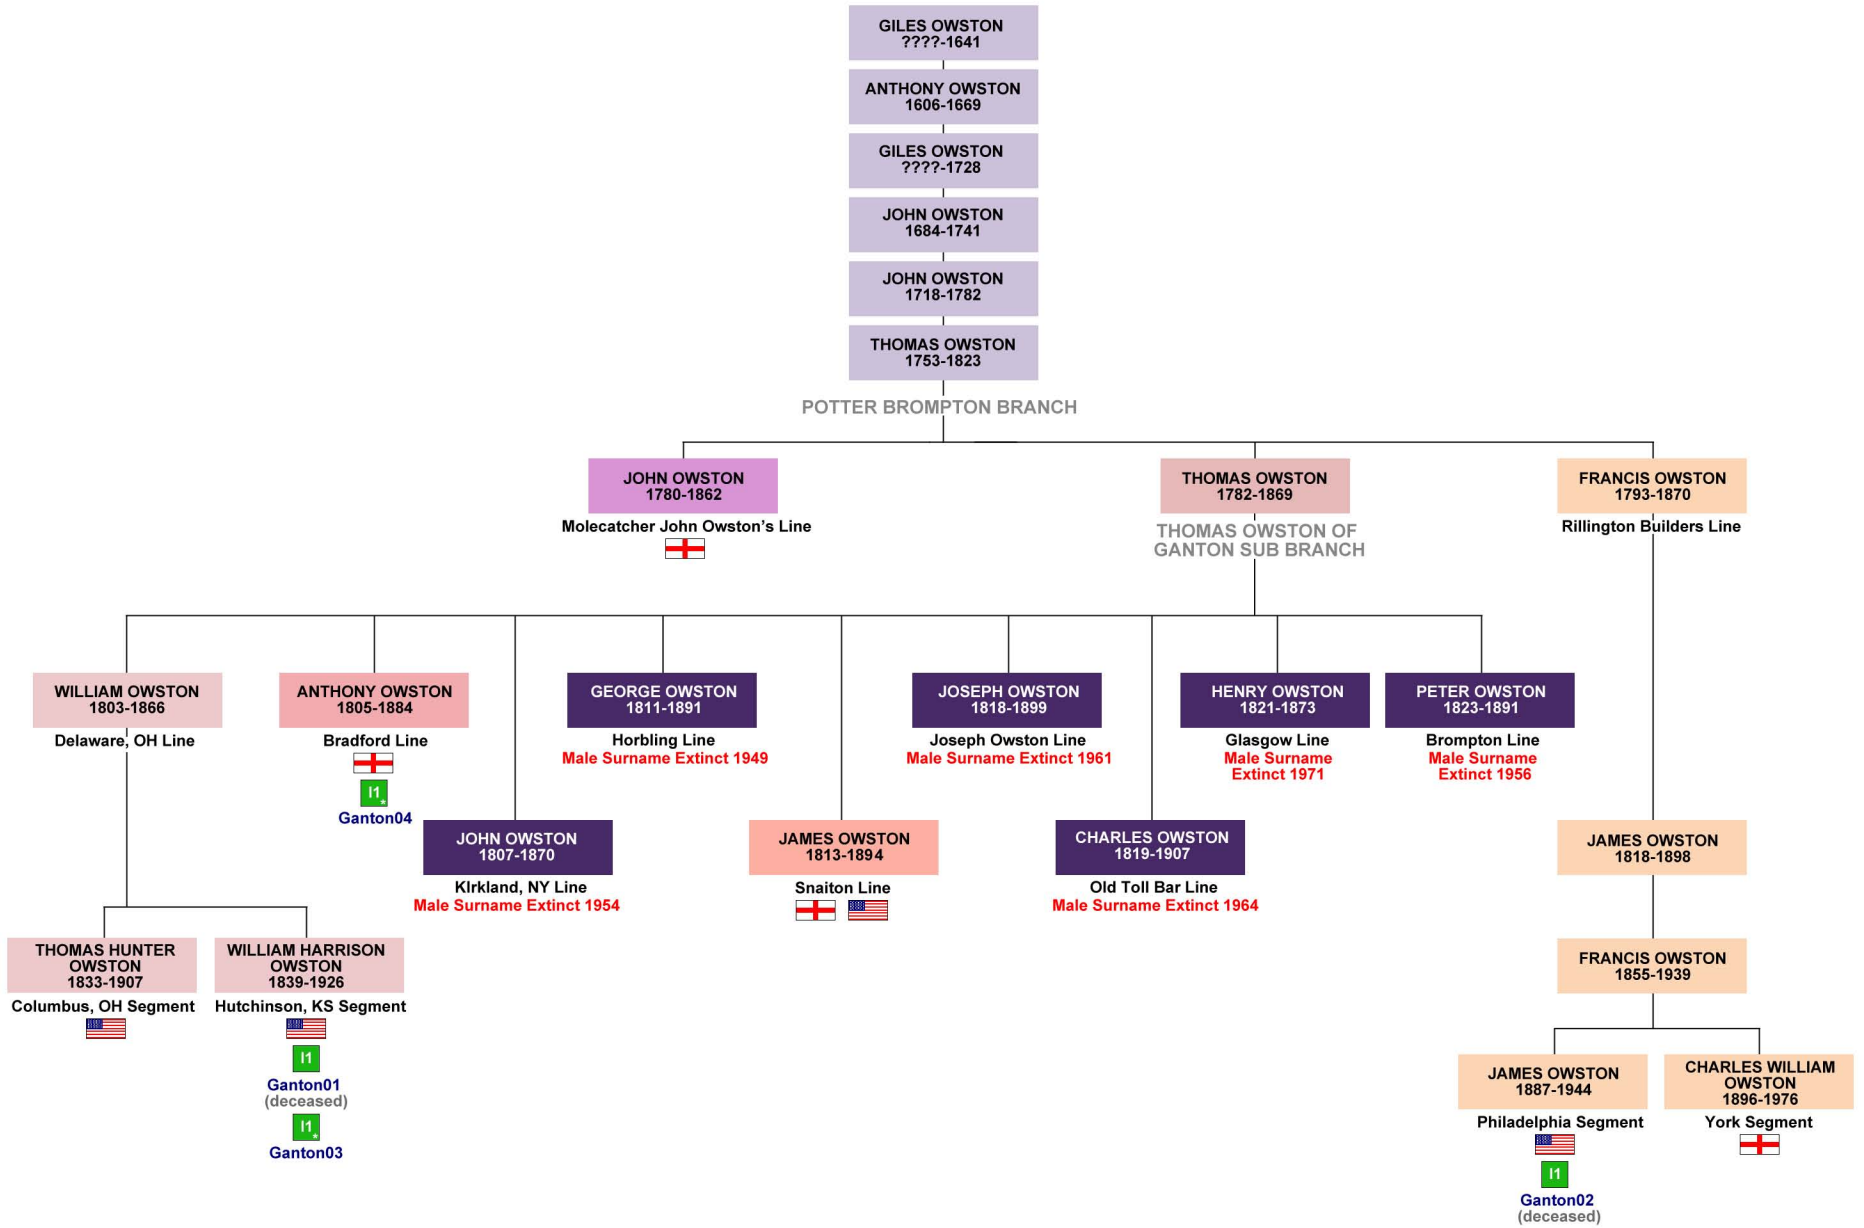 GILES OWSTON
????-1641
ANTHONY OWSTON
1606-1669
GILES OWSTON
????-1728
JOHN OWSTON
1684-1741
JOHN OWSTON
1718-1782
THOMAS OWSTON
1753-1823
POTTER BROMPTON BRANCH
JOHN OWSTON
1780-1862
Molecatcher John Owston's Line
THOMAS OWSTON
1782-1869
THOMAS OWSTON OF
GANTON SUB BRANCH
FRANCIS OWSTON
1793-1870
Rillington Builders Line
WILLIAM OWSTON
1803-1866
Delaware, OH Line
ANTHONY OWSTON
1805-1884
Bradford Line
I1*
Ganton04
GEORGE OWSTON
1811-1891
Horbling Line
Male Surname Extinct 1949
JOSEPH OWSTON
1818-1899
Joseph Owston Line
Male Surname Extinct 1961
HENRY OWSTON
1821-1873
Glasgow Line
Male Surname
Extinct 1971
PETER OWSTON
1823-1891
Brompton Line
Male Surname
Extinct 1956
JOHN OWSTON
1807-1870
KIrkland, NY Line
Male Surname Extinct 1954
JAMES OWSTON
1813-1894
Snaiton Line
CHARLES OWSTON
1819-1907
Old Toll Bar Line
Male Surname Extinct 1964
JAMES OWSTON
1818-1898
THOMAS HUNTER
OWSTON
1833-1907
Columbus, OH Segment
WILLIAM HARRISON
OWSTON
1839-1926
Hutchinson, KS Segment
I1
Ganton01
(deceased)
I1*
Ganton03
FRANCIS OWSTON
1855-1939
JAMES OWSTON
1887-1944
Philadelphia Segment
I1
Ganton02
(deceased)
CHARLES WILLIAM
OWSTON
1896-1976
York Segment